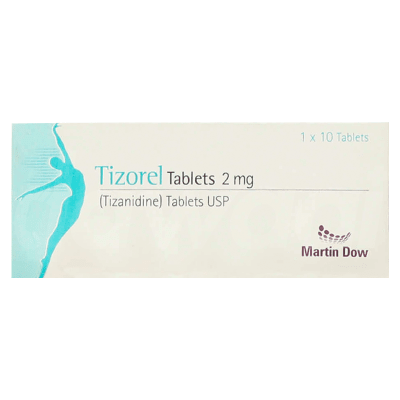 1 x 10 Tablets
Tizorel Tablets 2 mg
(Tizanidine) Tablets USP
Martin Dow